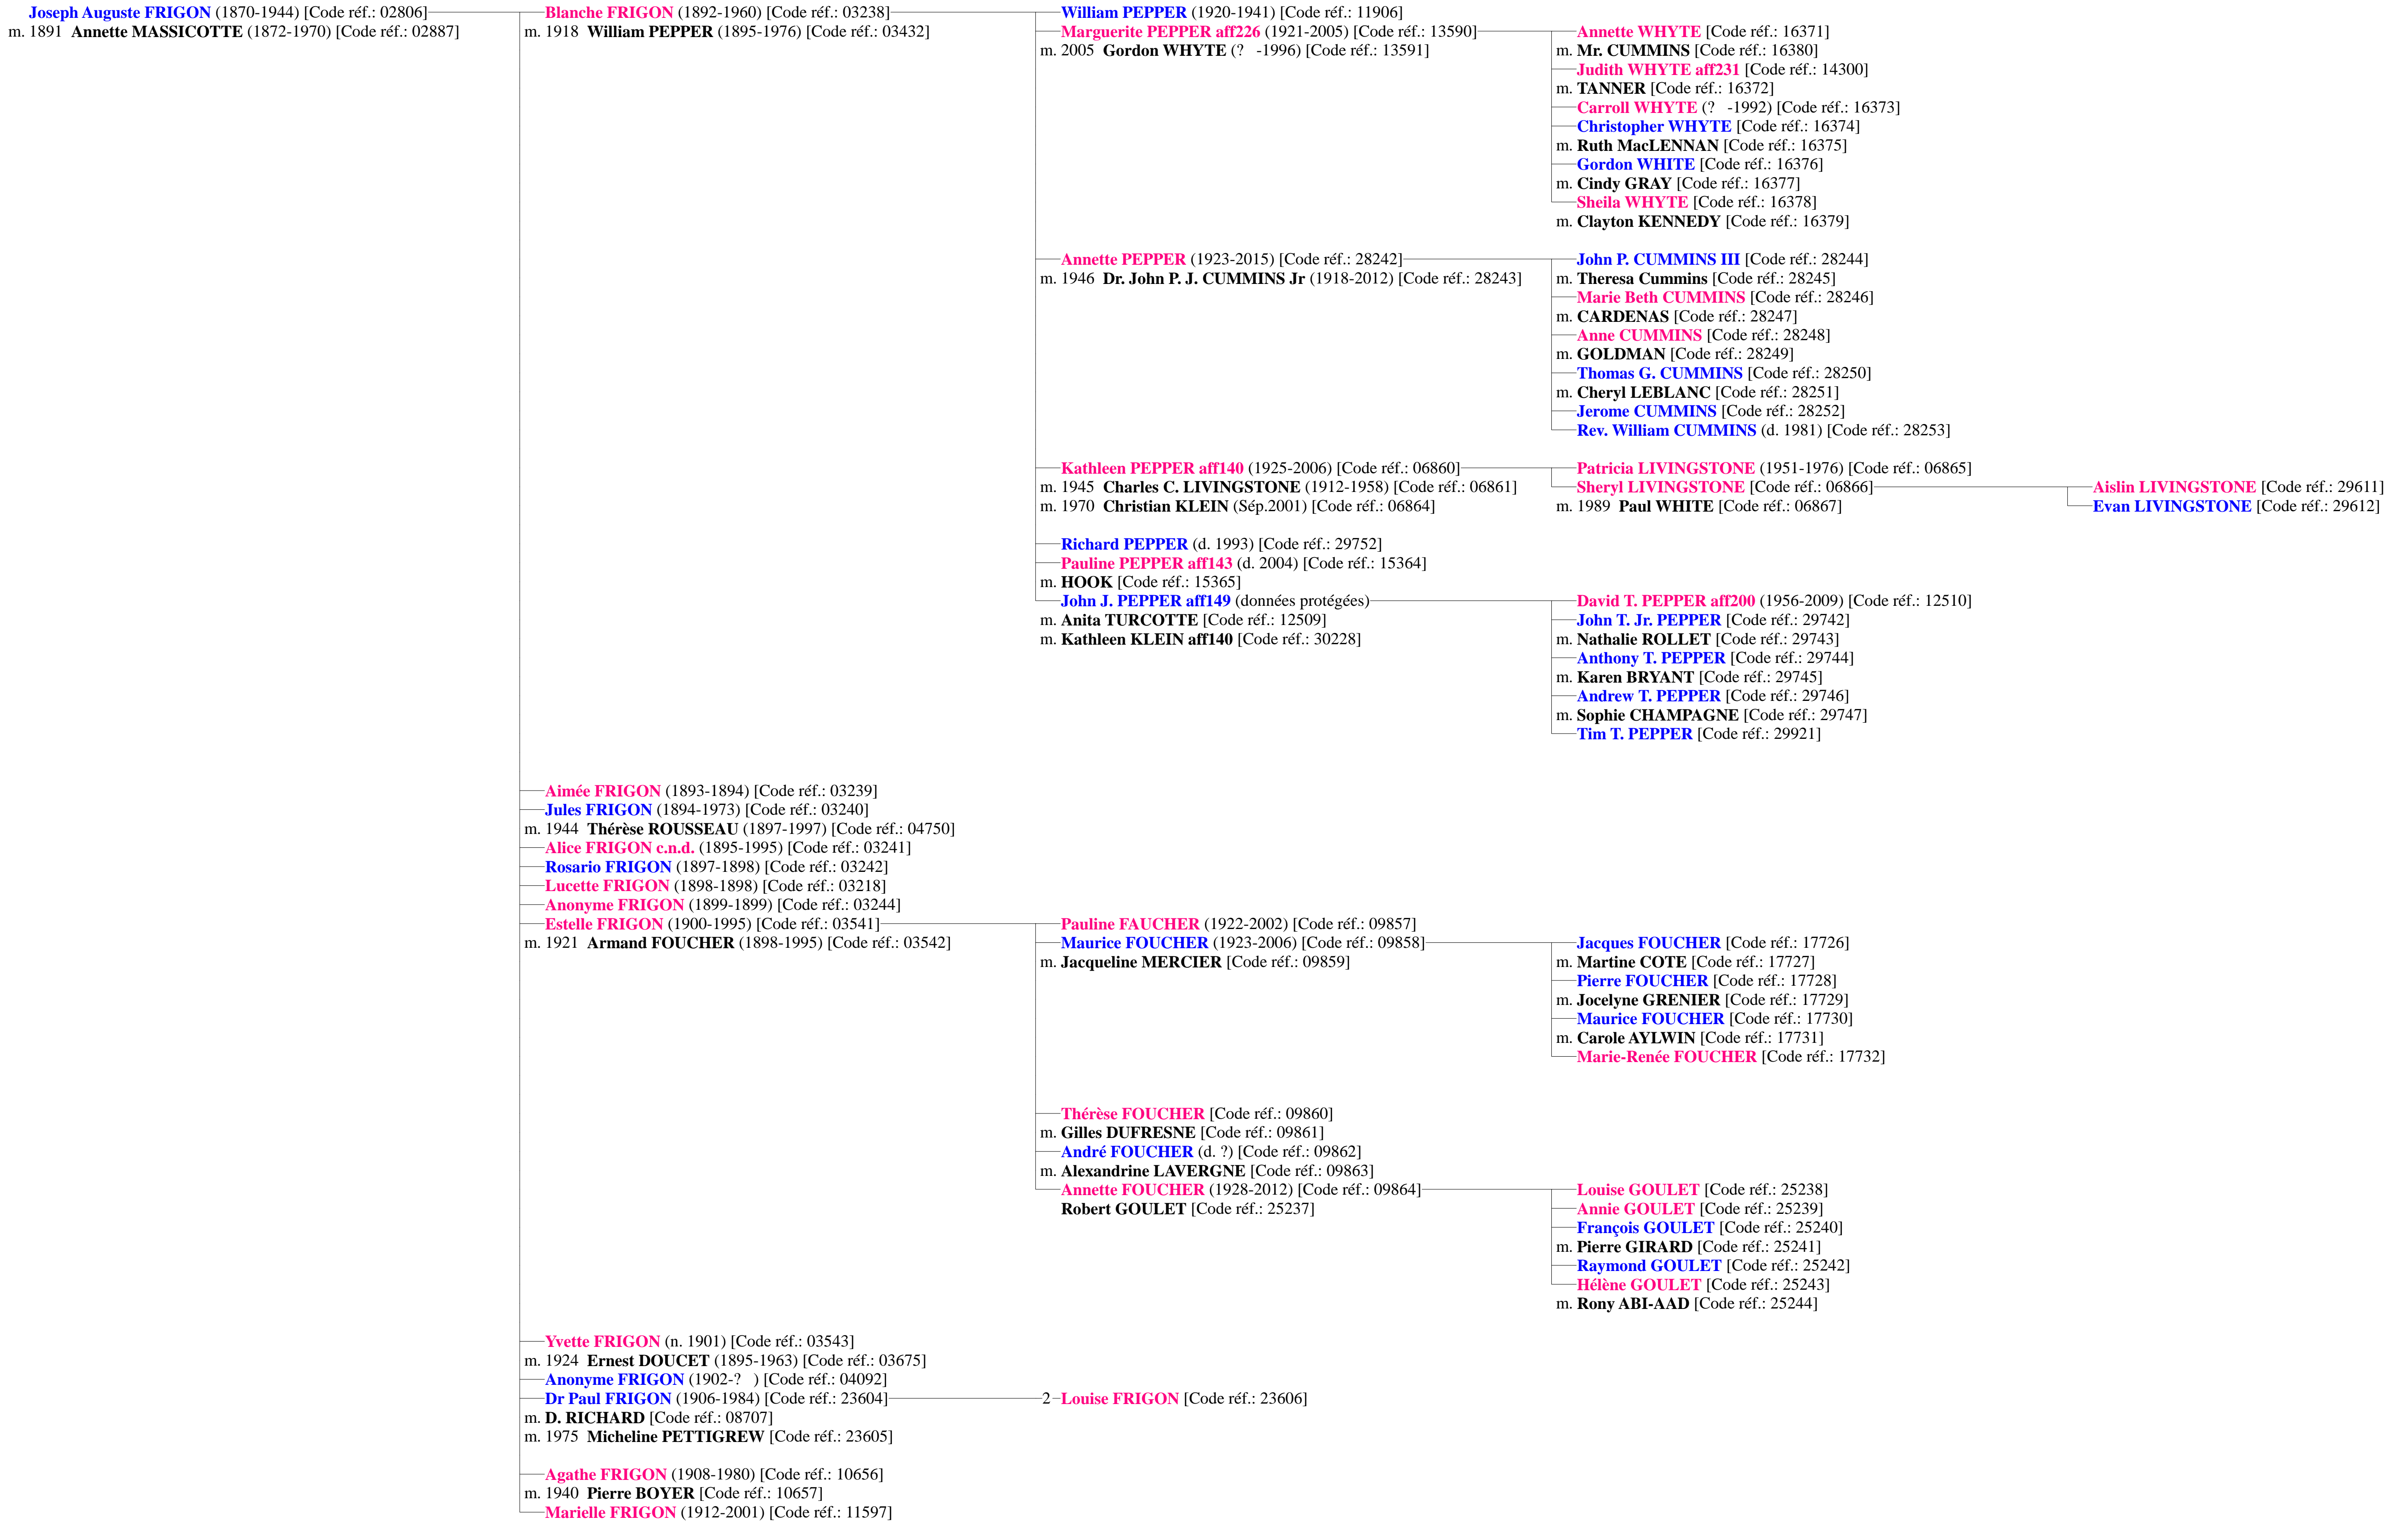 Joseph Auguste FRIGON (1870-1944) [Code réf.: 02806]
m. 1891 Annette MASSICOTTE (1872-1970) [Code réf.: 02887]
Blanche FRIGON (1892-1960) [Code réf.: 03238]
m. 1918 William PEPPER (1895-1976) [Code réf.: 03432]
William PEPPER (1920-1941) [Code réf.: 11906]
Marguerite PEPPER aff226 (1921-2005) [Code réf.: 13590]
m. 2005 Gordon WHYTE (? -1996) [Code réf.: 13591]
Annette WHYTE [Code réf.: 16371]
m. Mr. CUMMINS [Code réf.: 16380]
Judith WHYTE aff231 [Code réf.: 14300]
m. TANNER [Code réf.: 16372]
Carroll WHYTE (? -1992) [Code réf.: 16373]
Christopher WHYTE [Code réf.: 16374]
m. Ruth MacLENNAN [Code réf.: 16375]
Gordon WHITE [Code réf.: 16376]
m. Cindy GRAY [Code réf.: 16377]
Sheila WHYTE [Code réf.: 16378]
m. Clayton KENNEDY [Code réf.: 16379]
Annette PEPPER (1923-2015) [Code réf.: 28242]
m. 1946 Dr. John P. J. CUMMINS Jr (1918-2012) [Code réf.: 28243]
John P. CUMMINS III [Code réf.: 28244]
m. Theresa Cummins [Code réf.: 28245]
Marie Beth CUMMINS [Code réf.: 28246]
m. CARDENAS [Code réf.: 28247]
Anne CUMMINS [Code réf.: 28248]
m. GOLDMAN [Code réf.: 28249]
Thomas G. CUMMINS [Code réf.: 28250]
m. Cheryl LEBLANC [Code réf.: 28251]
Jerome CUMMINS [Code réf.: 28252]
Rev. William CUMMINS (d. 1981) [Code réf.: 28253]
Kathleen PEPPER aff140 (1925-2006) [Code réf.: 06860]
m. 1945 Charles C. LIVINGSTONE (1912-1958) [Code réf.: 06861]
m. 1970 Christian KLEIN (Sép.2001) [Code réf.: 06864]
Patricia LIVINGSTONE (1951-1976) [Code réf.: 06865]
Sheryl LIVINGSTONE [Code réf.: 06866]
m. 1989 Paul WHITE [Code réf.: 06867]
Aislin LIVINGSTONE [Code réf.: 29611]
Evan LIVINGSTONE [Code réf.: 29612]
Richard PEPPER (d. 1993) [Code réf.: 29752]
Pauline PEPPER aff143 (d. 2004) [Code réf.: 15364]
m. HOOK [Code réf.: 15365]
John J. PEPPER aff149 (données protégées)
m. Anita TURCOTTE [Code réf.: 12509]
m. Kathleen KLEIN aff140 [Code réf.: 30228]
David T. PEPPER aff200 (1956-2009) [Code réf.: 12510]
John T. Jr. PEPPER [Code réf.: 29742]
m. Nathalie ROLLET [Code réf.: 29743]
Anthony T. PEPPER [Code réf.: 29744]
m. Karen BRYANT [Code réf.: 29745]
Andrew T. PEPPER [Code réf.: 29746]
m. Sophie CHAMPAGNE [Code réf.: 29747]
Tim T. PEPPER [Code réf.: 29921]
Aimée FRIGON (1893-1894) [Code réf.: 03239]
Jules FRIGON (1894-1973) [Code réf.: 03240]
m. 1944 Thérèse ROUSSEAU (1897-1997) [Code réf.: 04750]
Alice FRIGON c.n.d. (1895-1995) [Code réf.: 03241]
Rosario FRIGON (1897-1898) [Code réf.: 03242]
Lucette FRIGON (1898-1898) [Code réf.: 03218]
Anonyme FRIGON (1899-1899) [Code réf.: 03244]
Estelle FRIGON (1900-1995) [Code réf.: 03541]
m. 1921 Armand FOUCHER (1898-1995) [Code réf.: 03542]
Pauline FAUCHER (1922-2002) [Code réf.: 09857]
Maurice FOUCHER (1923-2006) [Code réf.: 09858]
m. Jacqueline MERCIER [Code réf.: 09859]
Jacques FOUCHER [Code réf.: 17726]
m. Martine COTE [Code réf.: 17727]
Pierre FOUCHER [Code réf.: 17728]
m. Jocelyne GRENIER [Code réf.: 17729]
Maurice FOUCHER [Code réf.: 17730]
m. Carole AYLWIN [Code réf.: 17731]
Marie-Renée FOUCHER [Code réf.: 17732]
Thérèse FOUCHER [Code réf.: 09860]
m. Gilles DUFRESNE [Code réf.: 09861]
André FOUCHER (d. ?) [Code réf.: 09862]
m. Alexandrine LAVERGNE [Code réf.: 09863]
Annette FOUCHER (1928-2012) [Code réf.: 09864]
Robert GOULET [Code réf.: 25237]
Louise GOULET [Code réf.: 25238]
Annie GOULET [Code réf.: 25239]
François GOULET [Code réf.: 25240]
m. Pierre GIRARD [Code réf.: 25241]
Raymond GOULET [Code réf.: 25242]
Hélène GOULET [Code réf.: 25243]
m. Rony ABI-AAD [Code réf.: 25244]
Yvette FRIGON (n. 1901) [Code réf.: 03543]
m. 1924 Ernest DOUCET (1895-1963) [Code réf.: 03675]
Anonyme FRIGON (1902-? ) [Code réf.: 04092]
Dr Paul FRIGON (1906-1984) [Code réf.: 23604]
m. D. RICHARD [Code réf.: 08707]
m. 1975 Micheline PETTIGREW [Code réf.: 23605]
2 Louise FRIGON [Code réf.: 23606]
Agathe FRIGON (1908-1980) [Code réf.: 10656]
m. 1940 Pierre BOYER [Code réf.: 10657]
Marielle FRIGON (1912-2001) [Code réf.: 11597]